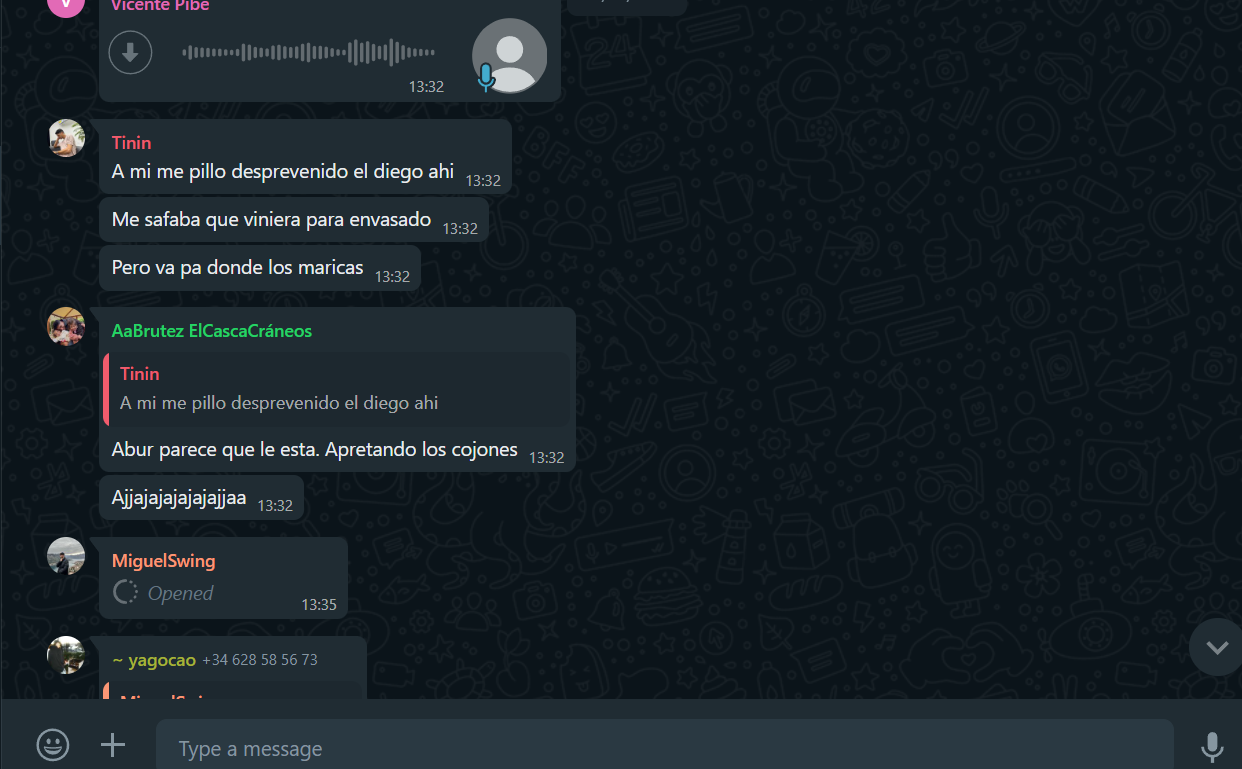 Vicente Pibe
13:32
Tinin
A mi me pillo desprevenido el diego ahi 13:32
Me safaba que viniera para envasado 13:32
Pero va pa donde los maricas 13:32
AaBrutez ElCascaCráneos
Tinin
A mi me pillo desprevenido el diego ahi
Abur parece que le esta. Apretando los cojones 13:32
Ajjajajajajajajjaa 13:32
MiguelSwing
Opened
13:35
~ yagocao +34 628 58 56 73
MiguelSwing
Type a message